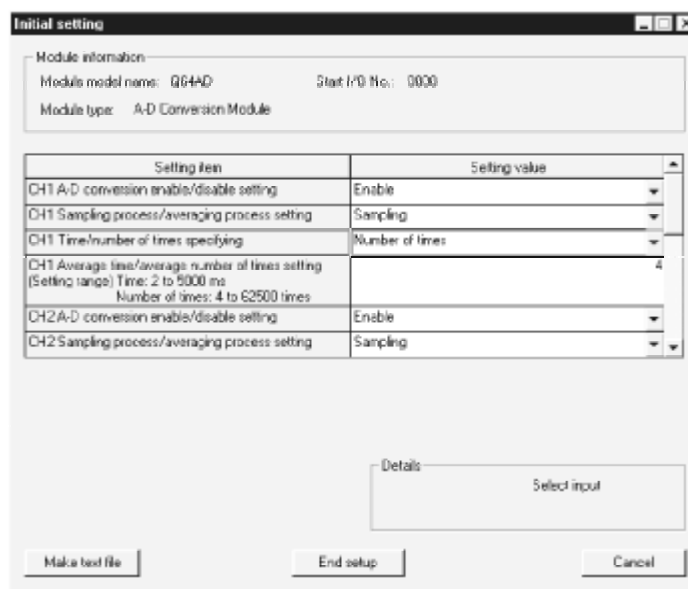 Initial setting
Module information
Module model name: Q64AD Start I/O No.: 0000
Module type: A-D Conversion Module
Setting item Setting value
CH1 A-D conversion enable/disable setting Enable
CH1 Sampling process/averaging process setting Sampling
CH1 Time/number of times specifying Number of times
CH1 Average time/average number of times setting 4
(Setting range) Time: 2 to 5000 ms
Number of times: 4 to 62500 times
CH2 A-D conversion enable/disable setting Enable
CH2 Sampling process/averaging process setting Sampling
Details
Select input
Make text file End setup Cancel